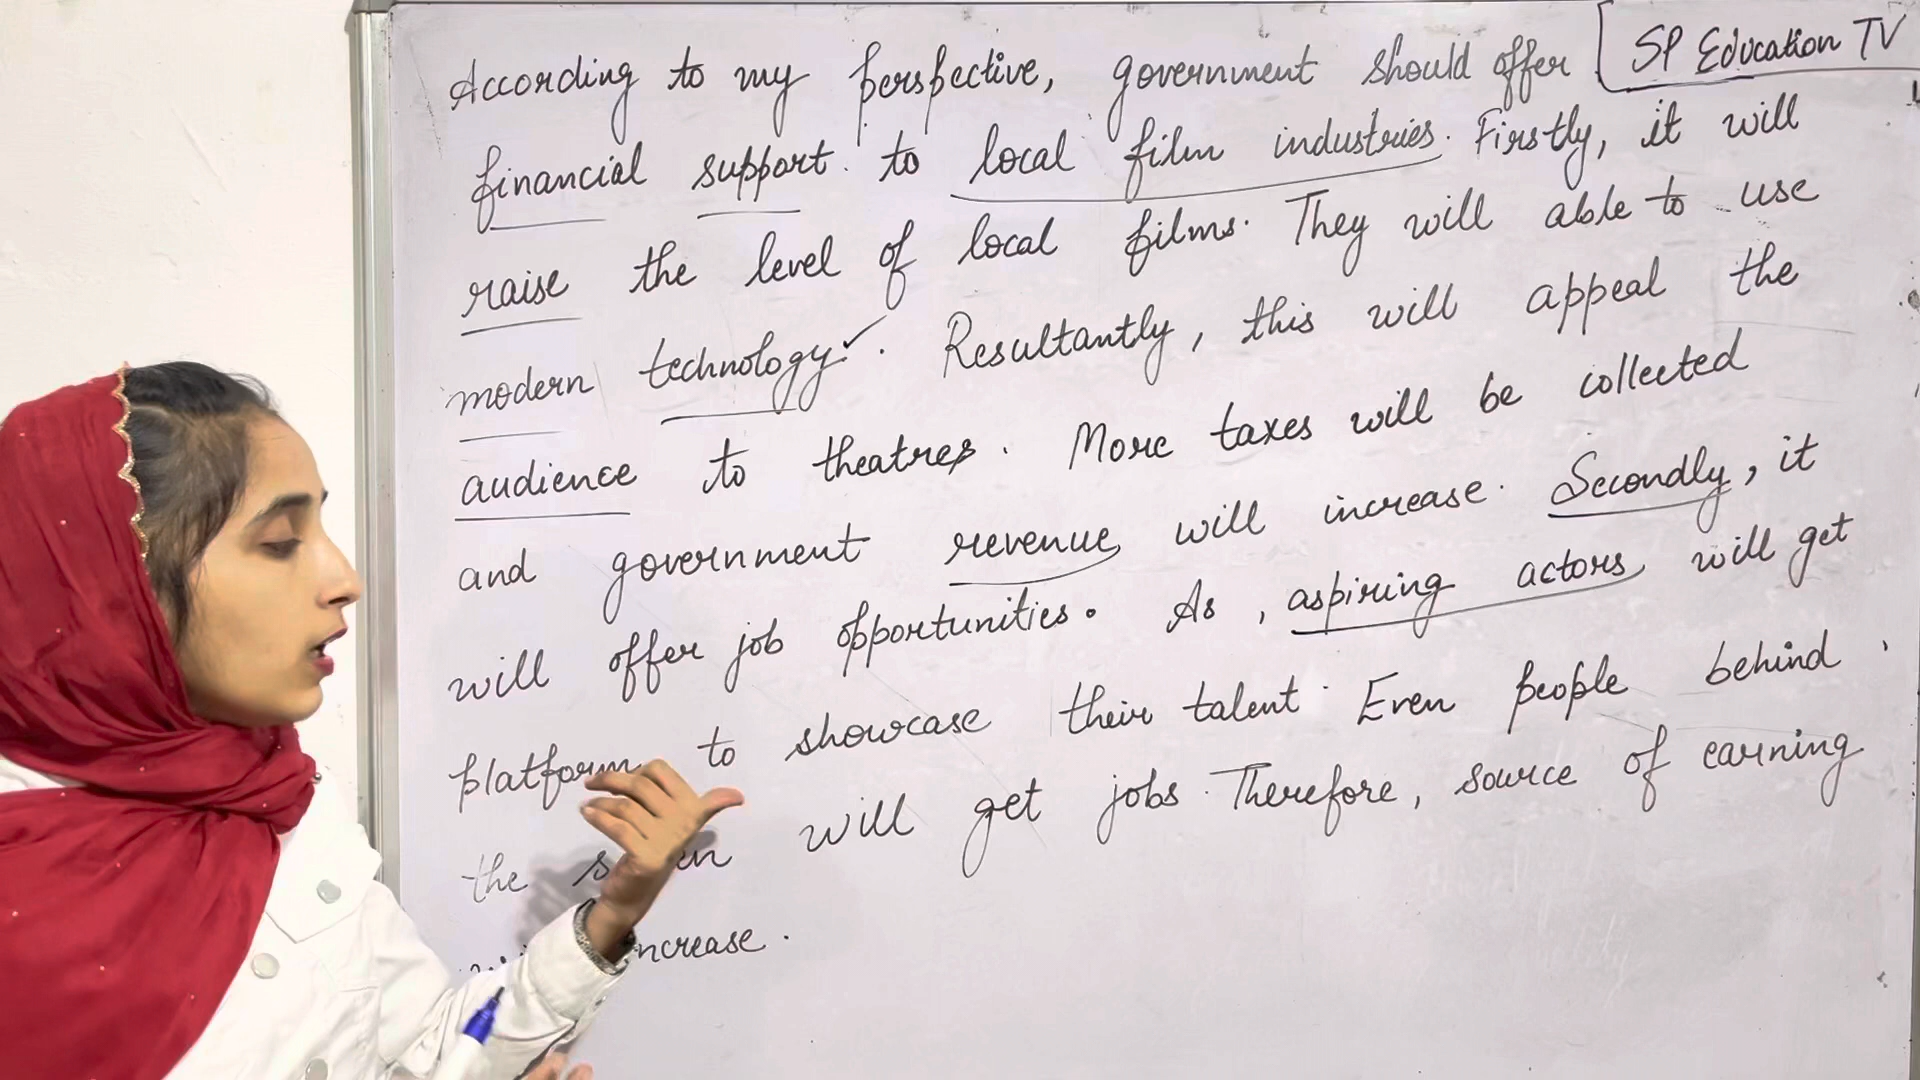 According to my perspective, government should offer
SP Education TV
financial support to local film industries. Firstly, it will
raise the level of local films. They will able to use
modern technology. Resultantly, this will appeal the
audience to theatres. More taxes will be collected
and government revenue will increase. Secondly, it
will offer job opportunities. As, aspiring actors will get
platform to showcase their talent. Even people behind
the will get jobs. Therefore, source of earning
increase.